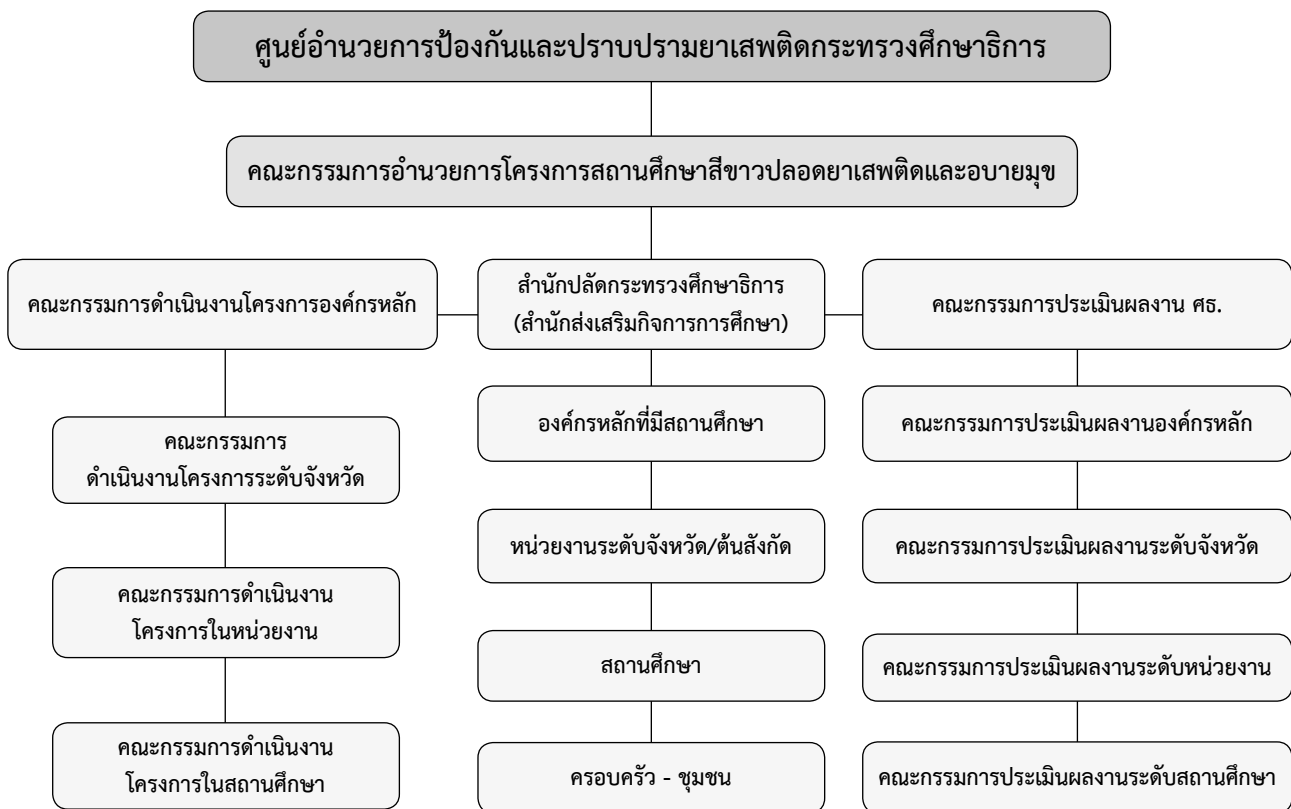 ศูนย์อำนวยการป้องกันและปราบปรามยาเสพติดกระทรวงศึกษาธิการ
คณะกรรมการอำนวยการโครงการสถานศึกษาสีขาวปลอดยาเสพติดและอบายมุข
คณะกรรมการดำเนินงานโครงการองค์กรหลัก
สำนักปลัดกระทรวงศึกษาธิการ
(สำนักส่งเสริมกิจการการศึกษา)
คณะกรรมการประเมินผลงาน ศธ.
คณะกรรมการ
ดำเนินงานโครงการระดับจังหวัด
องค์กรหลักที่มีสถานศึกษา
คณะกรรมการประเมินผลงานองค์กรหลัก
คณะกรรมการดำเนินงาน
โครงการในหน่วยงาน
หน่วยงานระดับจังหวัด/ต้นสังกัด
คณะกรรมการประเมินผลงานระดับจังหวัด
สถานศึกษา
คณะกรรมการประเมินผลงานระดับหน่วยงาน
คณะกรรมการดำเนินงาน
โครงการในสถานศึกษา
ครอบครัว - ชุมชน
คณะกรรมการประเมินผลงานระดับสถานศึกษา